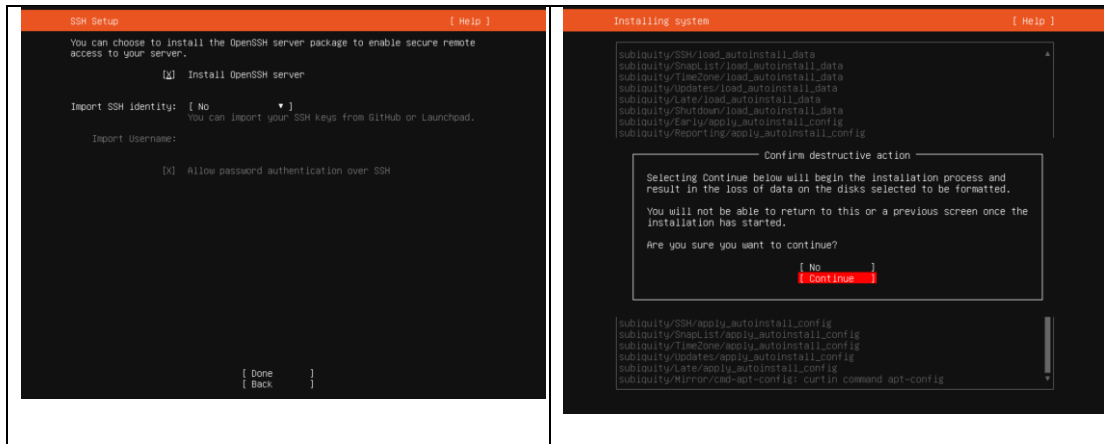 SSH Setup [ Help ]
You can choose to install the OpenSSH server package to enable secure remote
access to your server.
[X] Install OpenSSH server
Import SSH identity: [ No ▾ ]
You can import your SSH keys from GitHub or Launchpad.
Import Username:
[X] Allow password authentication over SSH
[ Done ]
[ Back ]
Installing system [ Help ]
subiquity/SSH/load_autoinstall_data
subiquity/SnapList/load_autoinstall_data
subiquity/TimeZone/load_autoinstall_data
subiquity/Updates/load_autoinstall_data
subiquity/Late/load_autoinstall_data
subiquity/Shutdown/load_autoinstall_data
subiquity/Early/apply_autoinstall_config
subiquity/Reporting/apply_autoinstall_config
Confirm destructive action
Selecting Continue below will begin the installation process and
result in the loss of data on the disks selected to be formatted.
You will not be able to return to this or a previous screen once the
installation has started.
Are you sure you want to continue?
[ No ]
[ Continue ]
subiquity/SSH/apply_autoinstall_config
subiquity/SnapList/apply_autoinstall_config
subiquity/TimeZone/apply_autoinstall_config
subiquity/Updates/apply_autoinstall_config
subiquity/Late/apply_autoinstall_config
subiquity/Mirror/cmd-apt-config: curtin command apt-config